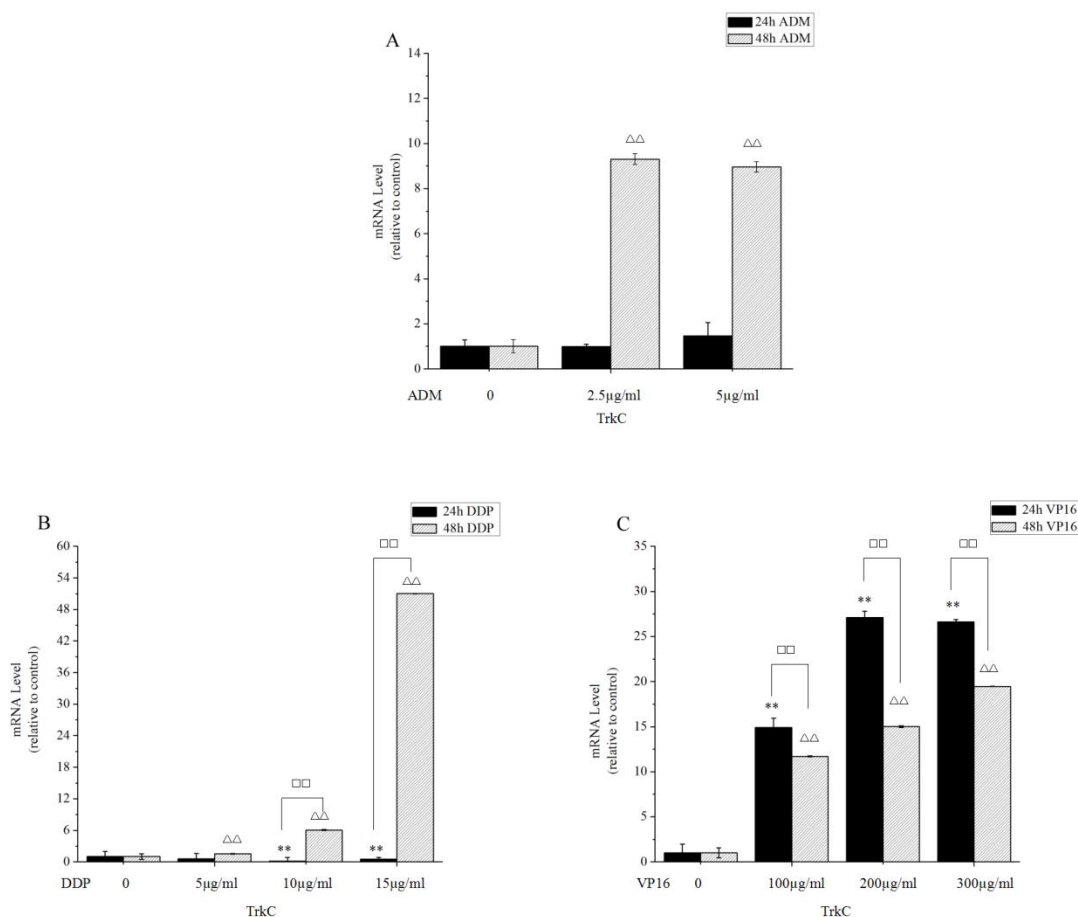 A
24h ADM
48h ADM
14
12
10
8
6
4
2
0
mRNA Level
(relative to control)
△△
△△
ADM 0 2.5µg/ml 5µg/ml
TrkC
B
24h DDP
48h DDP
60
54
48
42
36
30
24
18
12
6
0
mRNA Level
(relative to control)
□□
△△
□□
△△
△△
**
**
DDP 0 5µg/ml 10µg/ml 15µg/ml
TrkC
C
24h VP16
48h VP16
35
30
25
20
15
10
5
0
mRNA Level
(relative to control)
□□
□□
**
**
□□
△△
**
△△
△△
VP16 0 100µg/ml 200µg/ml 300µg/ml
TrkC